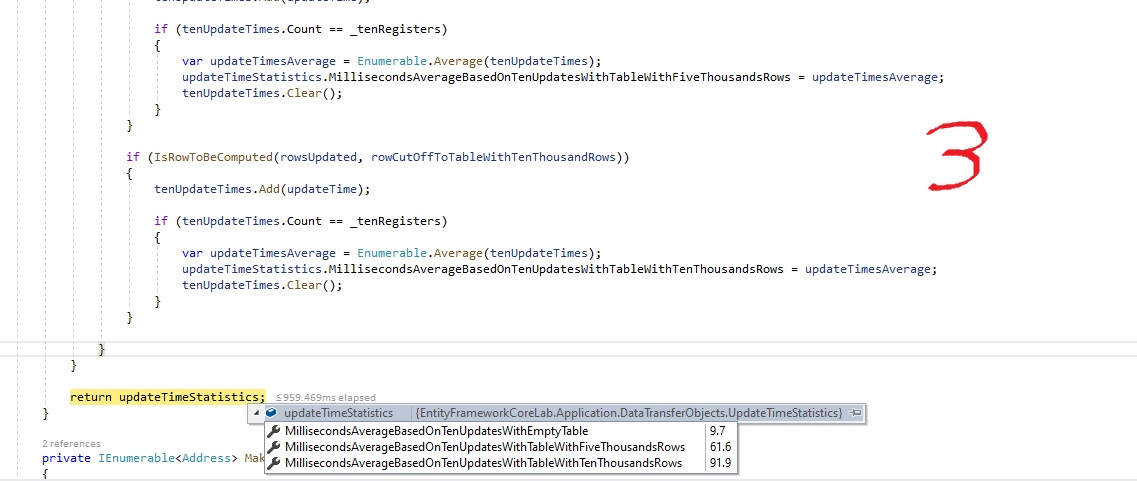 tenUpdateTimes.Add(updateTime);
if (tenUpdateTimes.Count == _tenRegisters)
{
var updateTimesAverage = Enumerable.Average(tenUpdateTimes);
updateTimeStatistics.MillisecondsAverageBasedOnTenUpdatesWithTableWithFiveThousandsRows = updateTimesAverage;
tenUpdateTimes.Clear();
}
}
3
if (IsRowToBeComputed(rowsUpdated, rowCutOffToTableWithTenThousandRows))
{
tenUpdateTimes.Add(updateTime);
if (tenUpdateTimes.Count == _tenRegisters)
{
var updateTimesAverage = Enumerable.Average(tenUpdateTimes);
updateTimeStatistics.MillisecondsAverageBasedOnTenUpdatesWithTableWithTenThousandsRows = updateTimesAverage;
tenUpdateTimes.Clear();
}
}
}
}
return updateTimeStatistics; ≤959.469ms elapsed
}
updateTimeStatistics {EntityFrameworkCoreLab.Application.DataTransferObjects.UpdateTimeStatistics}
MillisecondsAverageBasedOnTenUpdatesWithEmptyTable 9.7
2 references
MillisecondsAverageBasedOnTenUpdatesWithTableWithFiveThousandsRows 61.6
private IEnumerable<Address> Mak
MillisecondsAverageBasedOnTenUpdatesWithTableWithTenThousandsRows 91.9
{